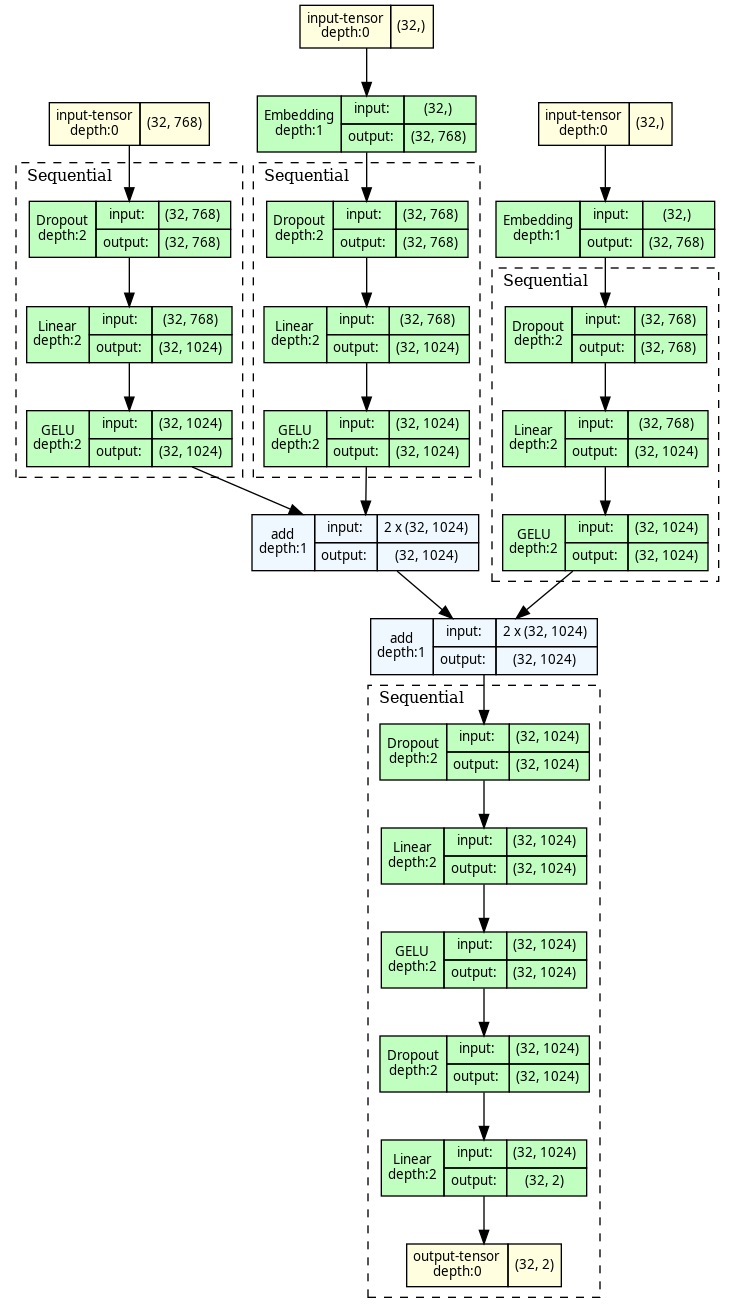 input-tensor
depth:0
(32,)
Embedding
depth:1
input:
(32,)
output:
(32, 768)
input-tensor
depth:0
(32, 768)
input-tensor
depth:0
(32,)
Sequential
Dropout
depth:2
input:
(32, 768)
output:
(32, 768)
Linear
depth:2
input:
(32, 768)
output:
(32, 1024)
GELU
depth:2
input:
(32, 1024)
output:
(32, 1024)
Sequential
Dropout
depth:2
input:
(32, 768)
output:
(32, 768)
Linear
depth:2
input:
(32, 768)
output:
(32, 1024)
GELU
depth:2
input:
(32, 1024)
output:
(32, 1024)
Embedding
depth:1
input:
(32,)
output:
(32, 768)
Sequential
Dropout
depth:2
input:
(32, 768)
output:
(32, 768)
Linear
depth:2
input:
(32, 768)
output:
(32, 1024)
GELU
depth:2
input:
(32, 1024)
output:
(32, 1024)
add
depth:1
input:
2 x (32, 1024)
output:
(32, 1024)
add
depth:1
input:
2 x (32, 1024)
output:
(32, 1024)
Sequential
Dropout
depth:2
input:
(32, 1024)
output:
(32, 1024)
Linear
depth:2
input:
(32, 1024)
output:
(32, 1024)
GELU
depth:2
input:
(32, 1024)
output:
(32, 1024)
Dropout
depth:2
input:
(32, 1024)
output:
(32, 1024)
Linear
depth:2
input:
(32, 1024)
output:
(32, 2)
output-tensor
depth:0
(32, 2)